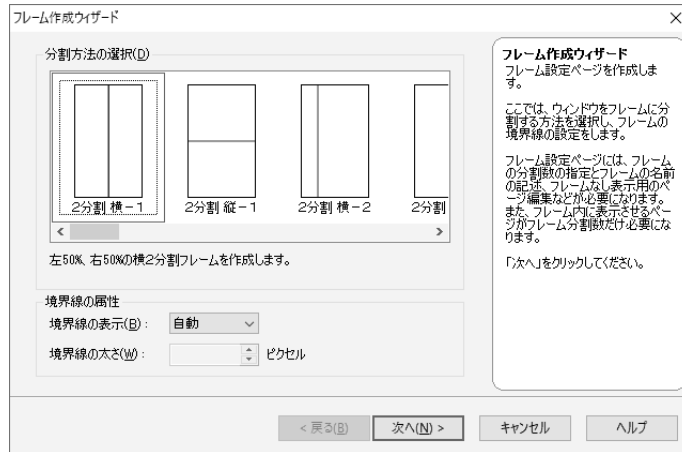 フレーム作成ウィザード
分割方法の選択(D)
2分割 横-1
2分割 縦-1
2分割 横-2
2分割
左50%、右50%の横2分割フレームを作成します。
境界線の属性
境界線の表示(B)：
自動
境界線の太さ(W)：
ピクセル
フレーム作成ウィザード
フレーム設定ページを作成しま
す。
ここでは、ウィンドウをフレームに分
割する方法を選択し、フレームの
境界線の設定をします。
フレーム設定ページには、フレーム
の分割数の指定とフレームの名前
の記述、フレームなし表示用のペ
ージ編集などが必要になります。
また、フレーム内に表示させるペー
ジがフレーム分割数だけ必要にな
ります。
「次へ」をクリックしてください。
< 戻る(B)
次へ(N) >
キャンセル
ヘルプ